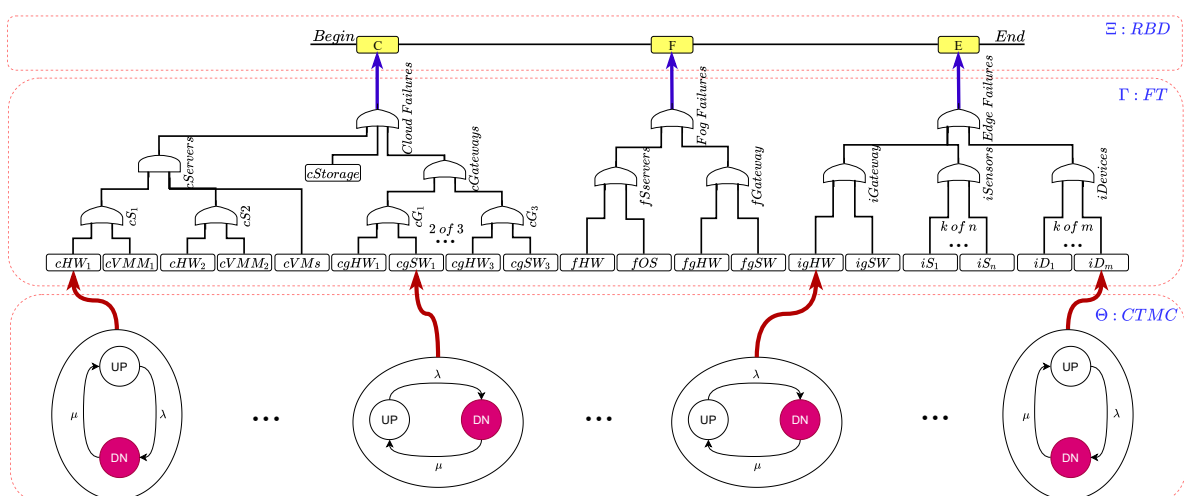 Ξ : RBD
Begin
C
F
E
End
Γ : FT
Cloud Failures
Fog Failures
Edge Failures
cServers
cStorage
cGateways
fSservers
fGateway
iGateway
iSensors
iDevices
cS₁
cS2
cG₁
2 of 3
...
cG₃
k of n
...
k of m
...
cHW₁
cVMM₁
cHW₂
cVMM₂
cVMs
cgHW₁
cgSW₁
cgHW₃
cgSW₃
fHW
fOS
fgHW
fgSW
igHW
igSW
iS₁
iSₙ
iD₁
iDₘ
Θ : CTMC
UP
μ
λ
DN
...
λ
UP
DN
μ
...
λ
UP
DN
μ
...
UP
μ
λ
DN